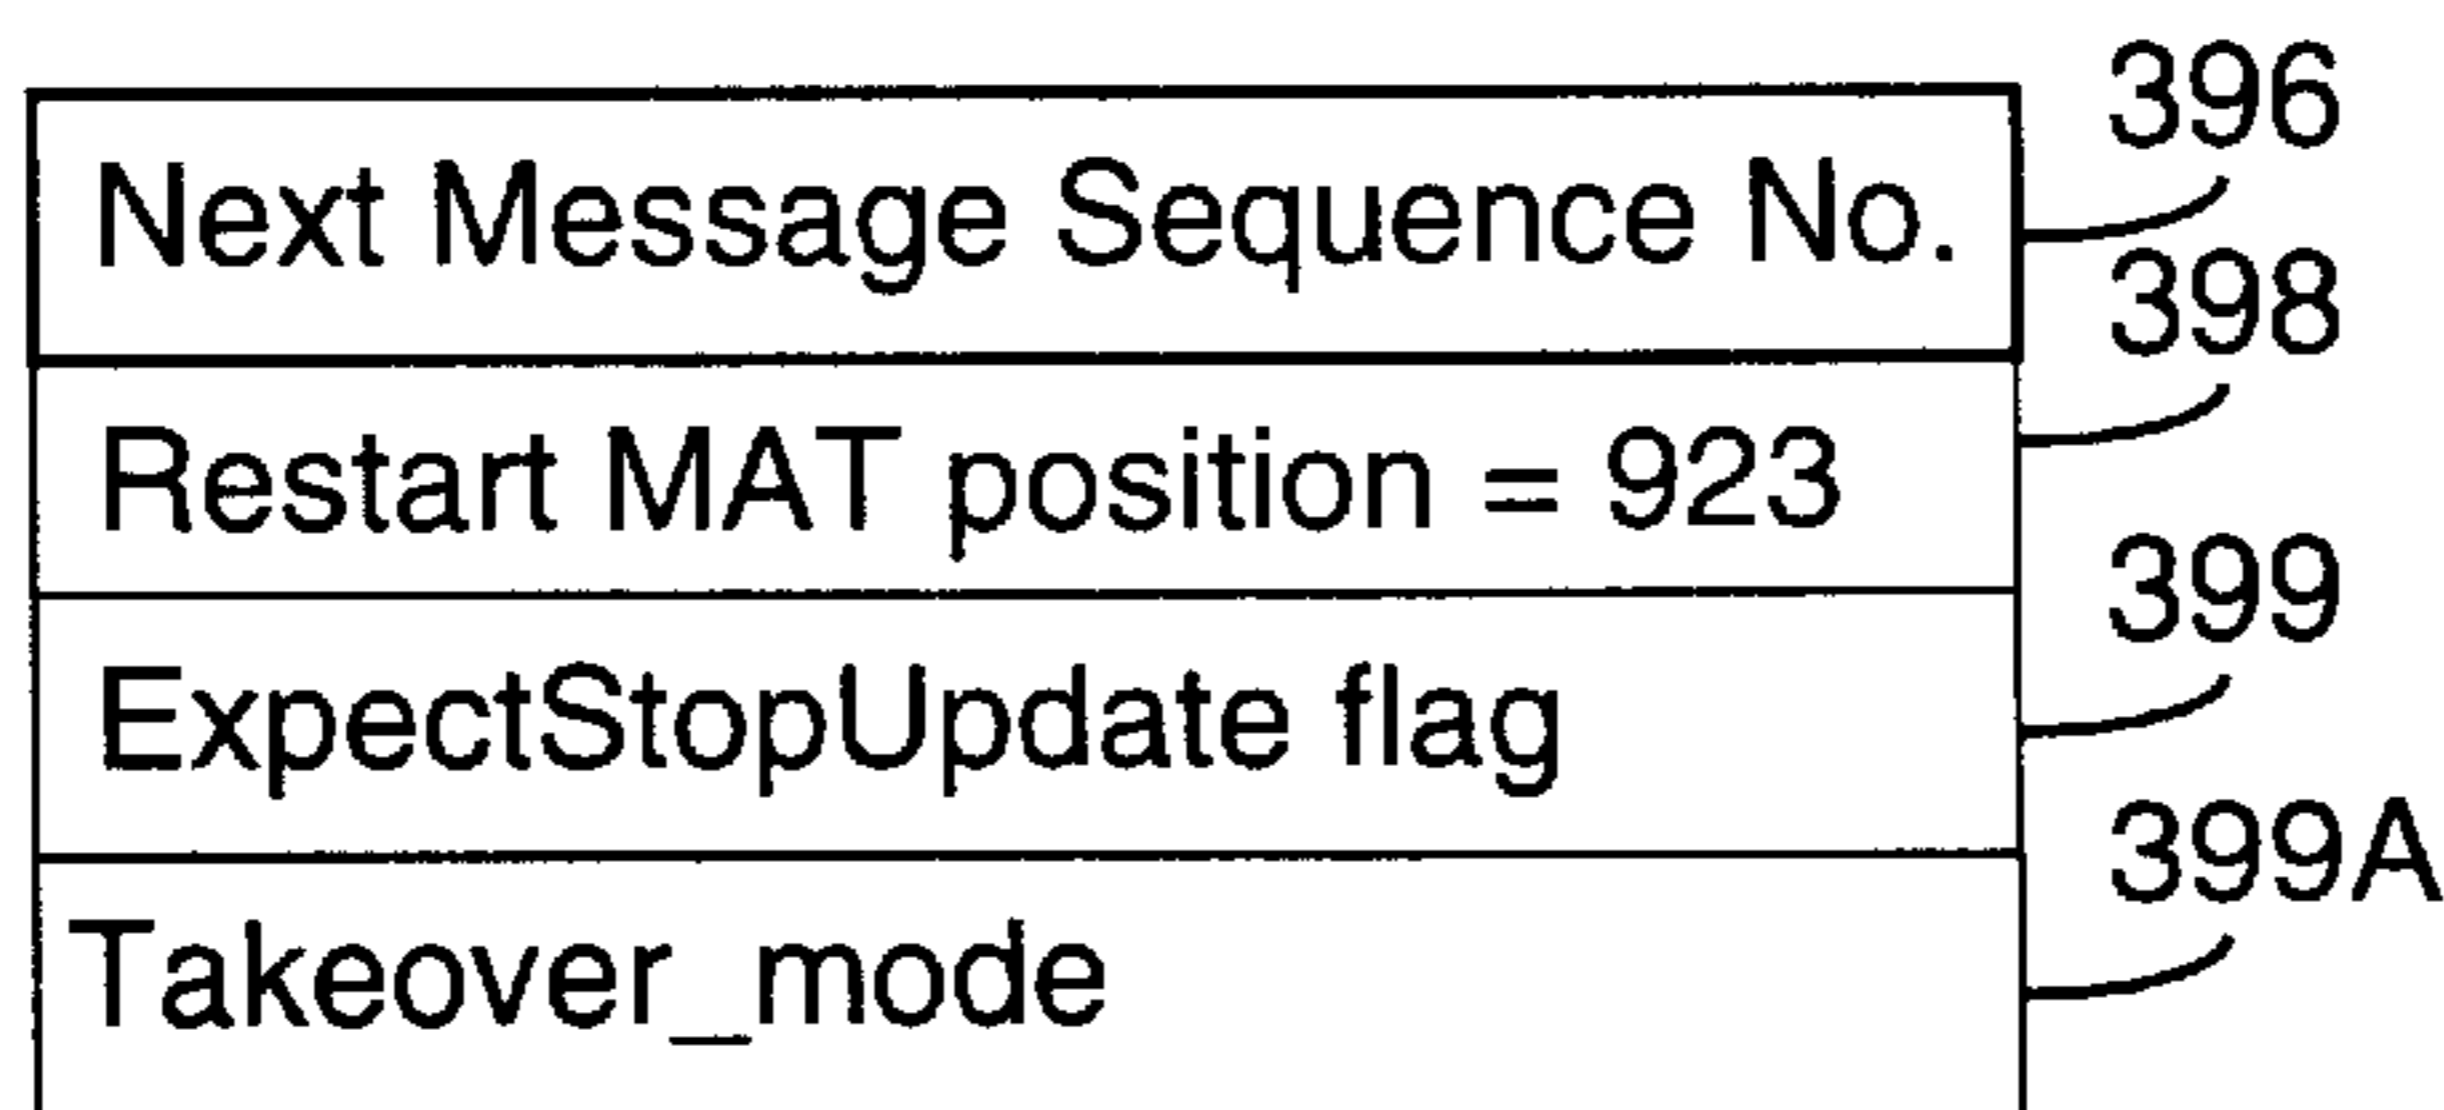 396
Next Message Sequence No.
398
Restart MAT position = 923
399
ExpectStopUpdate flag
399A
Takeover_mode